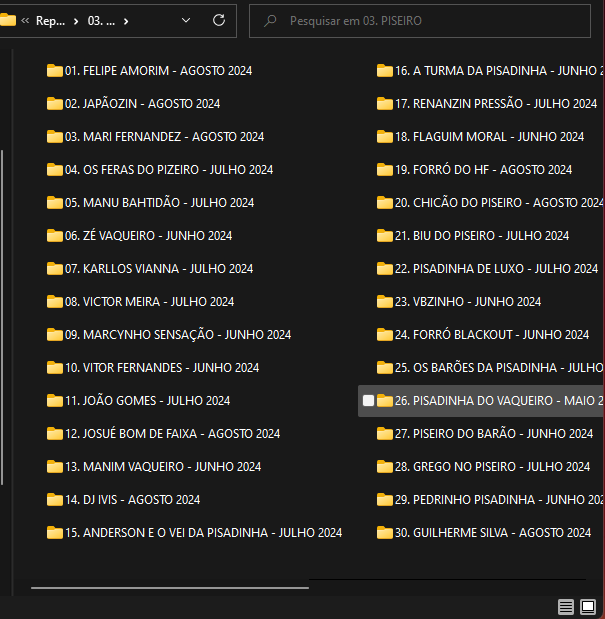 Rep... > 03. ... >
Pesquisar em 03. PISEIRO
01. FELIPE AMORIM - AGOSTO 2024
02. JAPÃOZIN - AGOSTO 2024
03. MARI FERNANDEZ - AGOSTO 2024
04. OS FERAS DO PIZEIRO - JULHO 2024
05. MANU BAHTIDÃO - JULHO 2024
06. ZÉ VAQUEIRO - JUNHO 2024
07. KARLLOS VIANNA - JULHO 2024
08. VICTOR MEIRA - JULHO 2024
09. MARCYNHO SENSAÇÃO - JUNHO 2024
10. VITOR FERNANDES - JUNHO 2024
11. JOÃO GOMES - JULHO 2024
12. JOSUÉ BOM DE FAIXA - AGOSTO 2024
13. MANIM VAQUEIRO - JUNHO 2024
14. DJ IVIS - AGOSTO 2024
15. ANDERSON E O VEI DA PISADINHA - JULHO 2024
16. A TURMA DA PISADINHA - JUNHO 2
17. RENANZIN PRESSÃO - JULHO 2024
18. FLAGUIM MORAL - JUNHO 2024
19. FORRÓ DO HF - AGOSTO 2024
20. CHICÃO DO PISEIRO - AGOSTO 2024
21. BIU DO PISEIRO - JULHO 2024
22. PISADINHA DE LUXO - JULHO 2024
23. VBZINHO - JUNHO 2024
24. FORRÓ BLACKOUT - JUNHO 2024
25. OS BARÕES DA PISADINHA - JULHO
26. PISADINHA DO VAQUEIRO - MAIO 2
27. PISEIRO DO BARÃO - JUNHO 2024
28. GREGO NO PISEIRO - JULHO 2024
29. PEDRINHO PISADINHA - JUNHO 202
30. GUILHERME SILVA - AGOSTO 2024